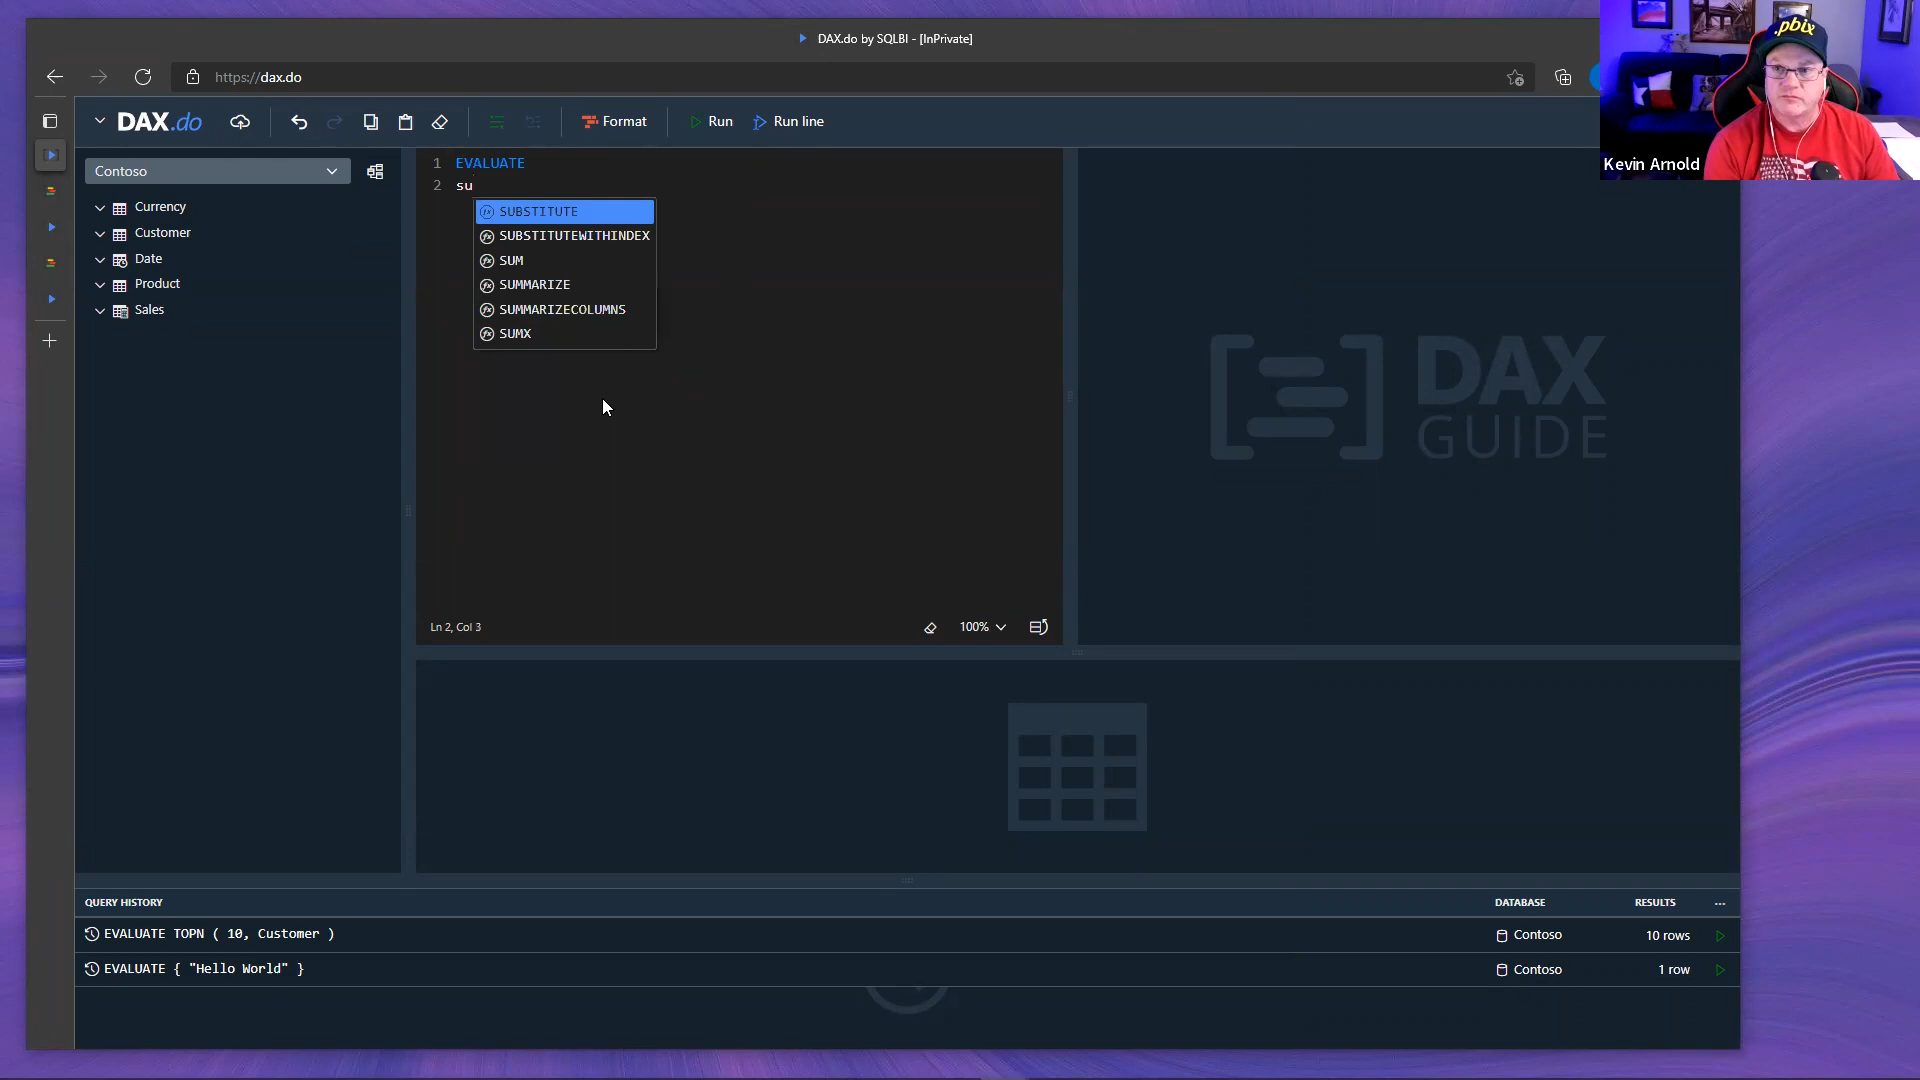 DAX.do by SQLBI - [InPrivate]
https://dax.do
DAX.do
Format
Run
Run line
.pbix
Kevin Arnold
Contoso
Currency
Customer
Date
Product
Sales
1 EVALUATE
2 su
SUBSTITUTE
SUBSTITUTEWITHINDEX
SUM
SUMMARIZE
SUMMARIZECOLUMNS
SUMX
DAX
GUIDE
Ln 2, Col 3
100%
QUERY HISTORY
DATABASE
RESULTS
EVALUATE TOPN ( 10, Customer )
Contoso
10 rows
EVALUATE { "Hello World" }
Contoso
1 row